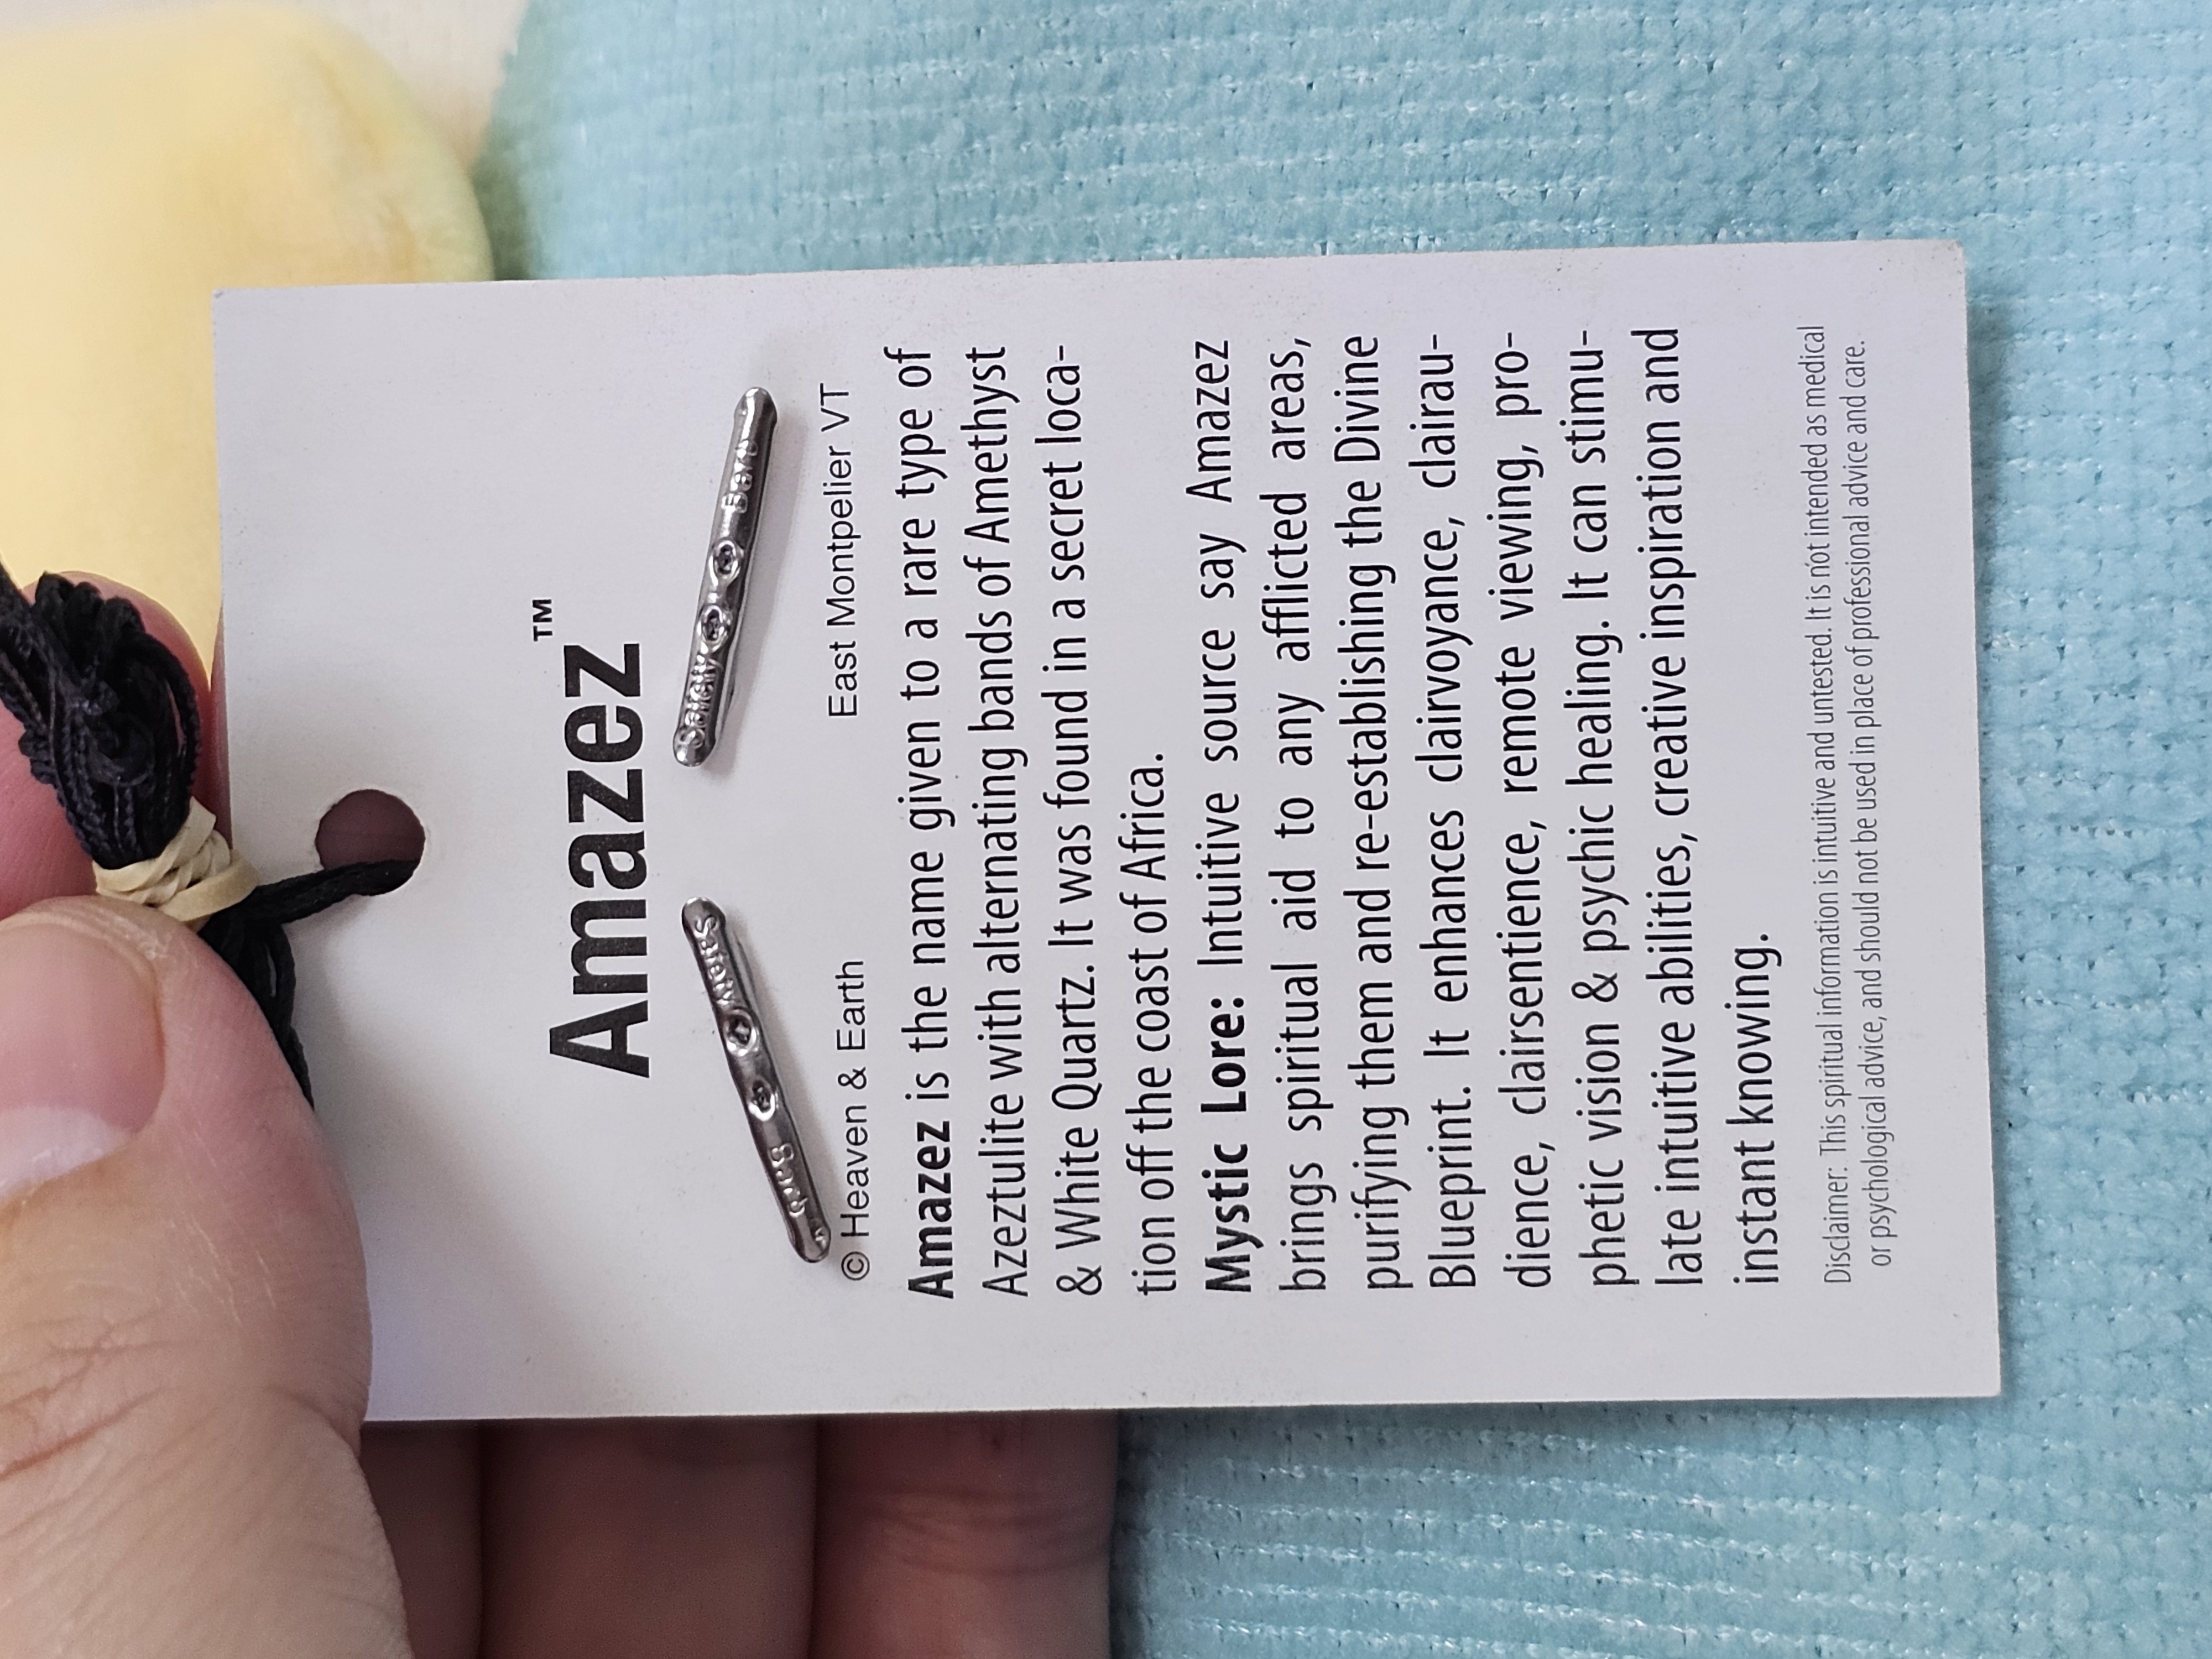 Amazez™
© Heaven & Earth East Montpelier VT
Amazez is the name given to a rare type of
Azeztulite with alternating bands of Amethyst
& White Quartz. It was found in a secret loca-
tion off the coast of Africa.
Mystic Lore: Intuitive source say Amazez
brings spiritual aid to any afflicted areas,
purifying them and re-establishing the Divine
Blueprint. It enhances clairvoyance, clairau-
dience, clairsentience, remote viewing, pro-
phetic vision & psychic healing. It can stimu-
late intuitive abilities, creative inspiration and
instant knowing.
Disclaimer: This spiritual information is intuitive and untested. It is not intended as medical
or psychological advice, and should not be used in place of professional advice and care.